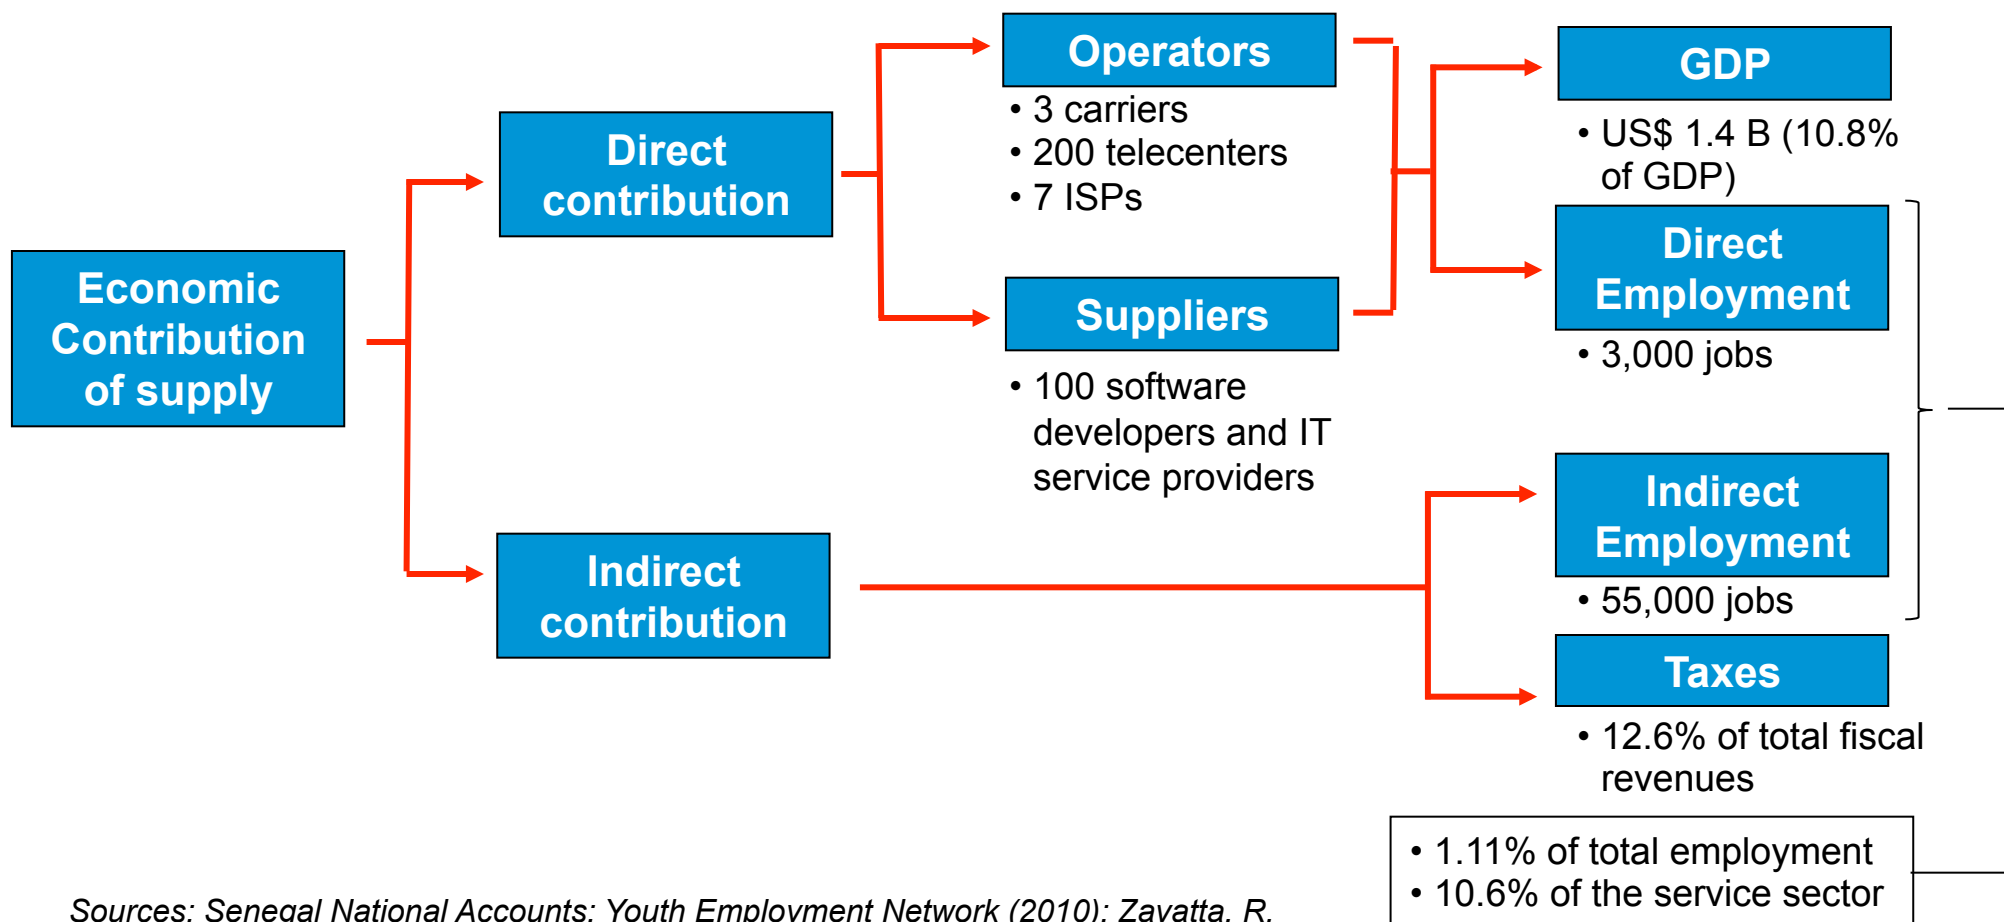 Economic
Contribution
of supply
Direct
contribution
Indirect
contribution
Operators
• 3 carriers
• 200 telecenters
• 7 ISPs
Suppliers
• 100 software
developers and IT
service providers
GDP
• US$ 1.4 B (10.8%
of GDP)
Direct
Employment
• 3,000 jobs
Indirect
Employment
• 55,000 jobs
Taxes
• 12.6% of total fiscal
revenues
• 1.11% of total employment
• 10.6% of the service sector
Sources: Senegal National Accounts; Youth Employment Network (2010); Zavatta, R.